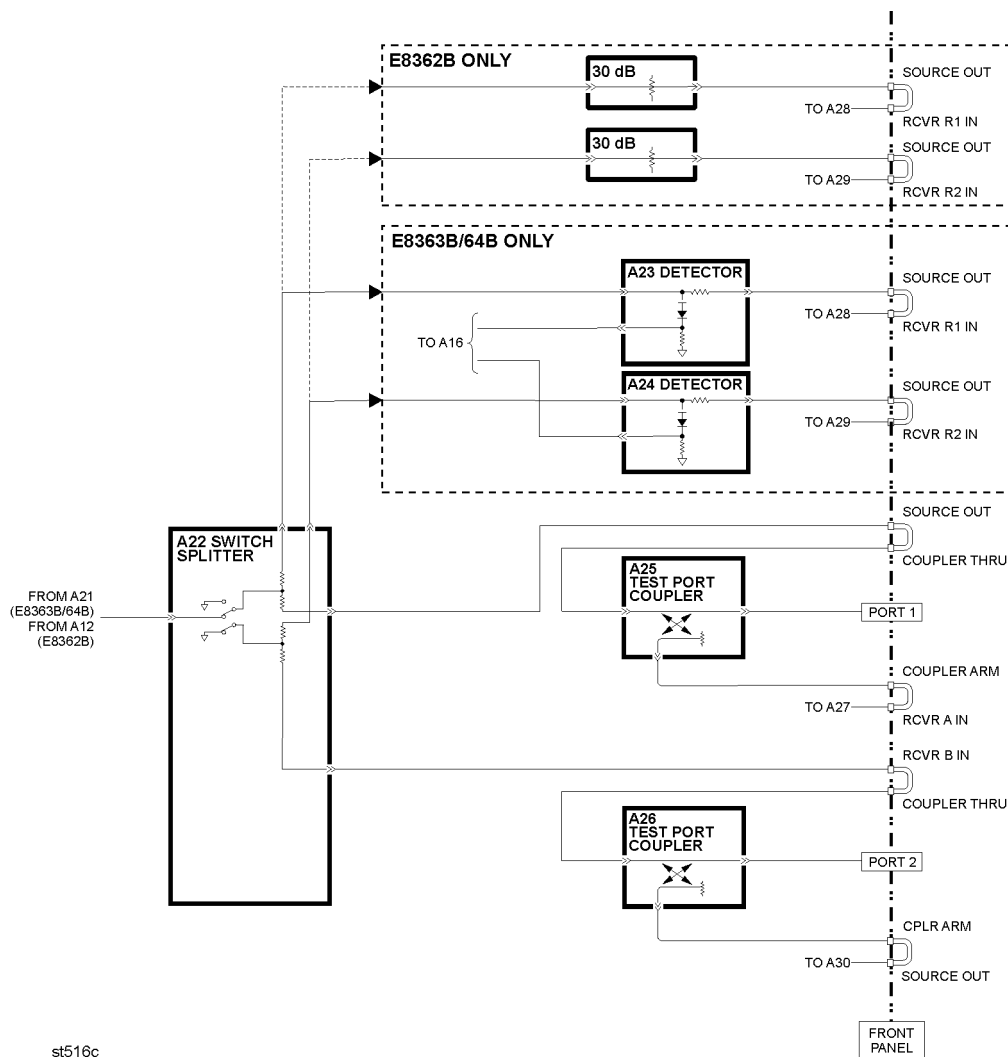 E8362B ONLY
30 dB
SOURCE OUT
TO A28
RCVR R1 IN
30 dB
SOURCE OUT
TO A29
RCVR R2 IN
E8363B/64B ONLY
A23 DETECTOR
SOURCE OUT
TO A28
RCVR R1 IN
TO A16
A24 DETECTOR
SOURCE OUT
TO A29
RCVR R2 IN
A22 SWITCH
SPLITTER
FROM A21
(E8363B/64B)
FROM A12
(E8362B)
SOURCE OUT
COUPLER THRU
A25
TEST PORT
COUPLER
PORT 1
COUPLER ARM
TO A27
RCVR A IN
RCVR B IN
COUPLER THRU
A26
TEST PORT
COUPLER
PORT 2
CPLR ARM
TO A30
SOURCE OUT
FRONT
PANEL
st516c